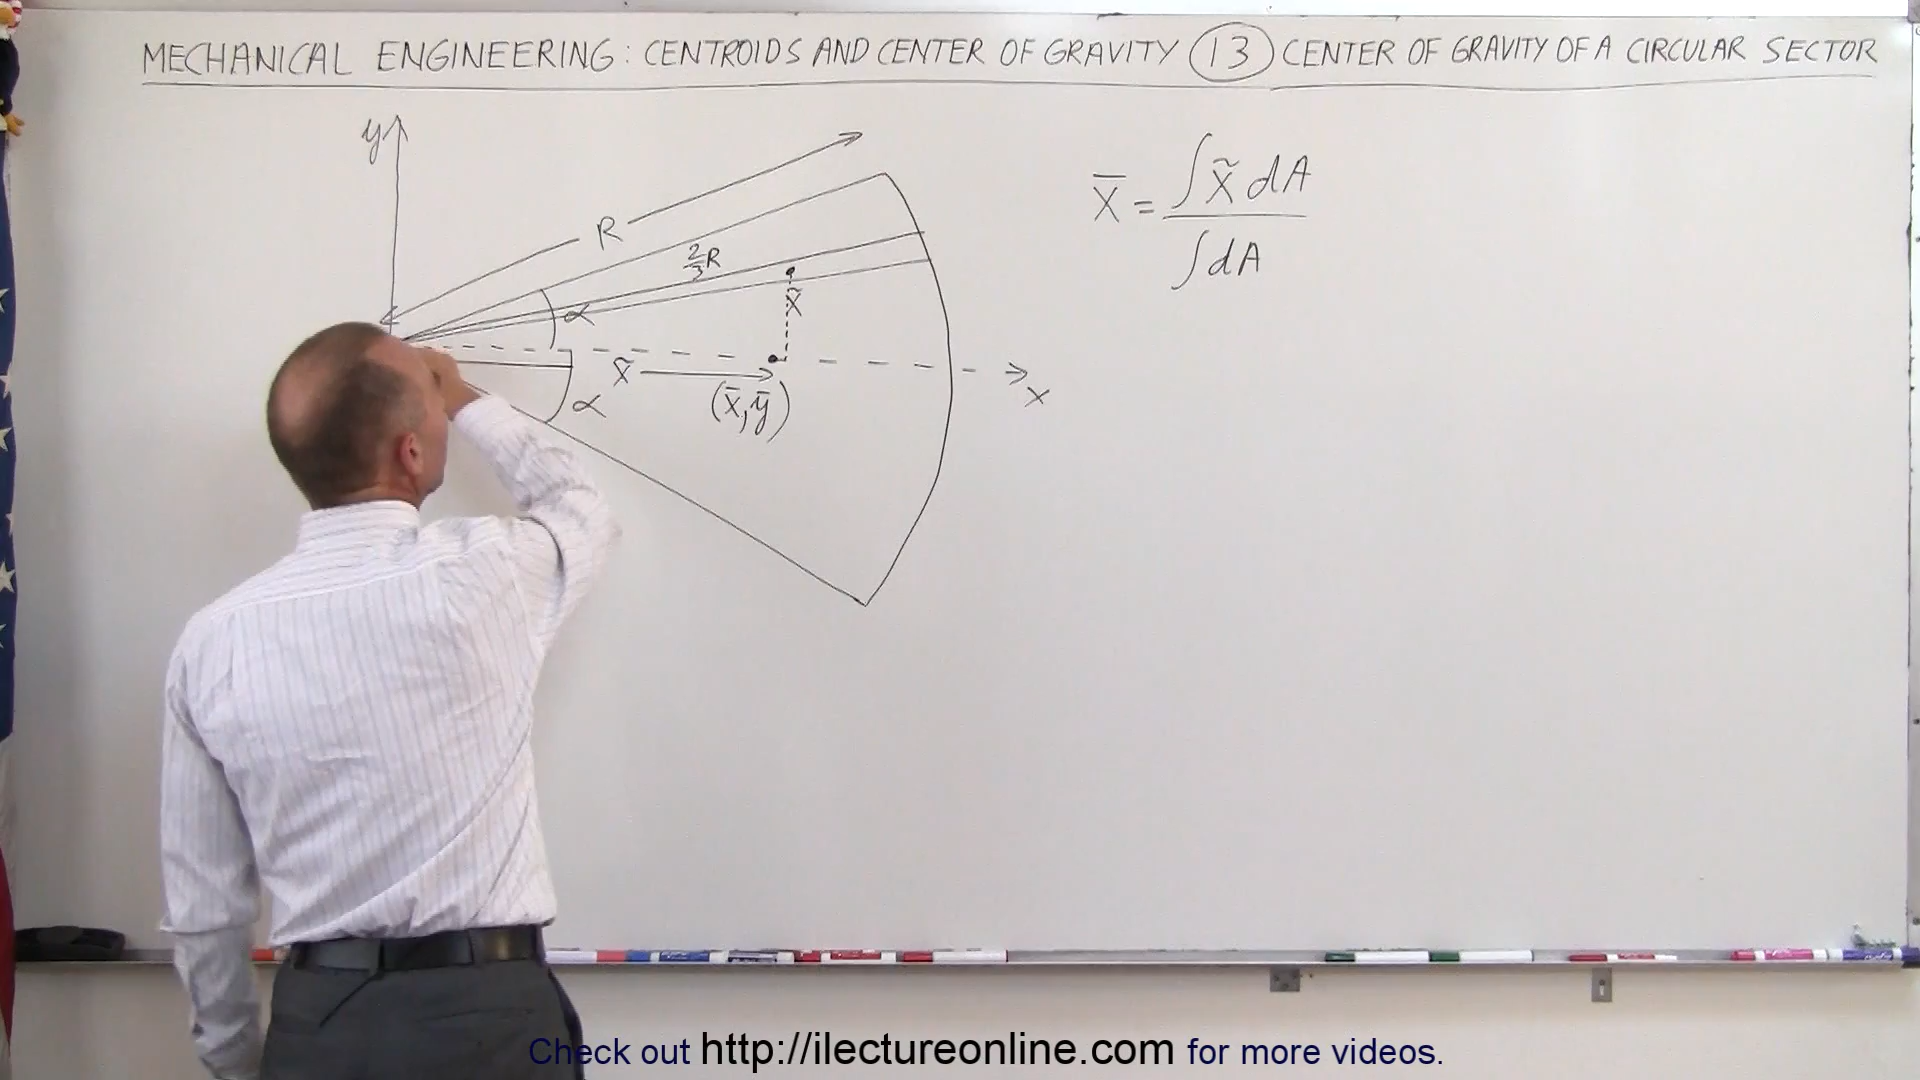 MECHANICAL ENGINEERING: CENTROIDS AND CENTER OF GRAVITY (13) CENTER OF GRAVITY OF A CIRCULAR SECTOR
y
R
2/3 R
α
x̃
x̃
α
(x̄, ȳ)
x
x̄ = ∫ x̃ dA / ∫ dA
Check out http://ilectureonline.com for more videos.